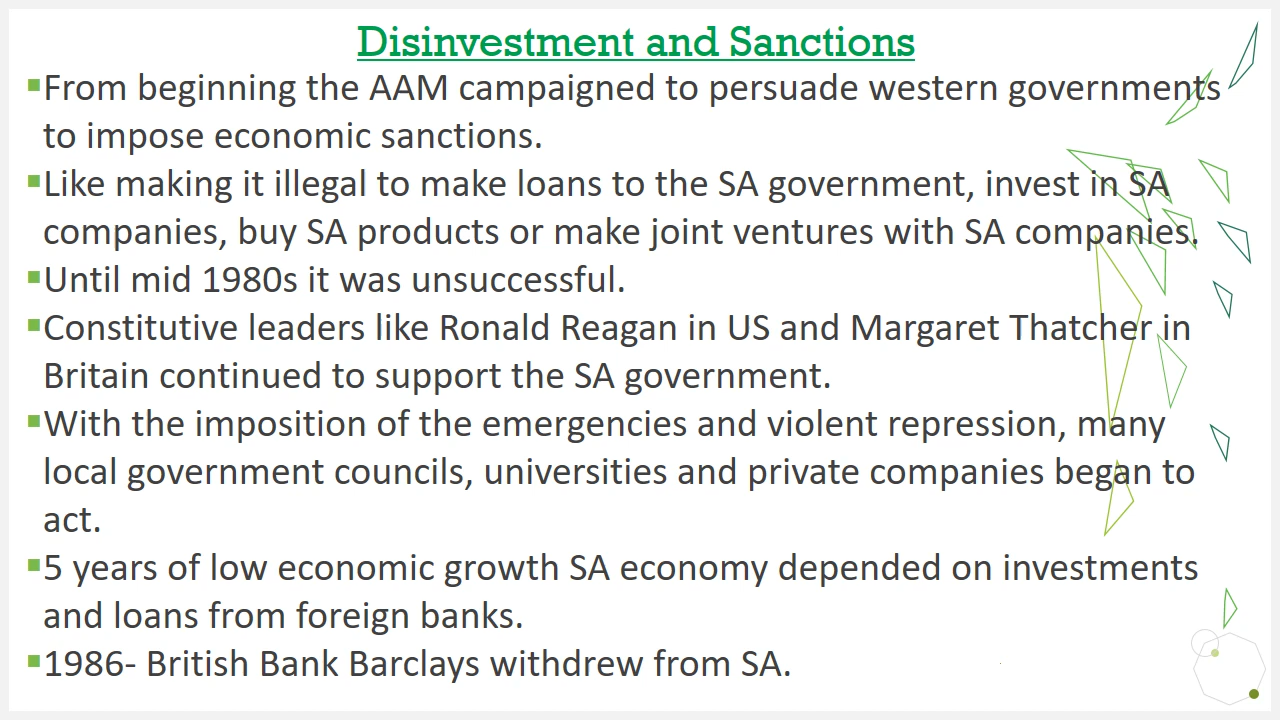 Disinvestment and Sanctions
▪From beginning the AAM campaigned to persuade western governments
to impose economic sanctions.
▪Like making it illegal to make loans to the SA government, invest in SA
companies, buy SA products or make joint ventures with SA companies.
▪Until mid 1980s it was unsuccessful.
▪Constitutive leaders like Ronald Reagan in US and Margaret Thatcher in
Britain continued to support the SA government.
▪With the imposition of the emergencies and violent repression, many
local government councils, universities and private companies began to
act.
▪5 years of low economic growth SA economy depended on investments
and loans from foreign banks.
▪1986- British Bank Barclays withdrew from SA.